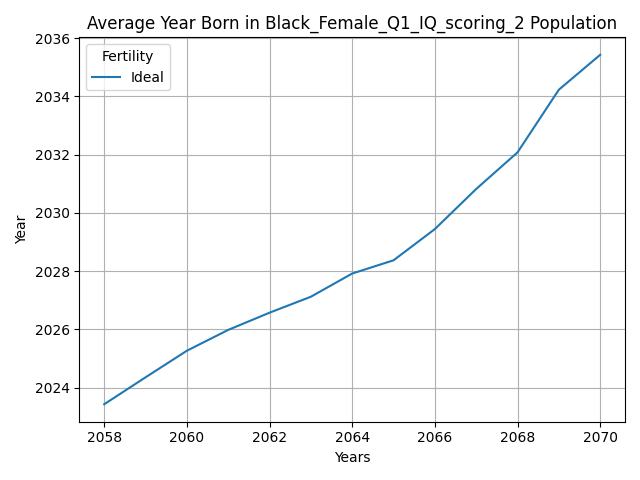 Average Year Born in Black_Female_Q1_IQ_scoring_2 Population
2036
2034
2032
2030
2028
2026
2024
Year
Fertility
Ideal
2058 2060 2062 2064 2066 2068 2070
Years